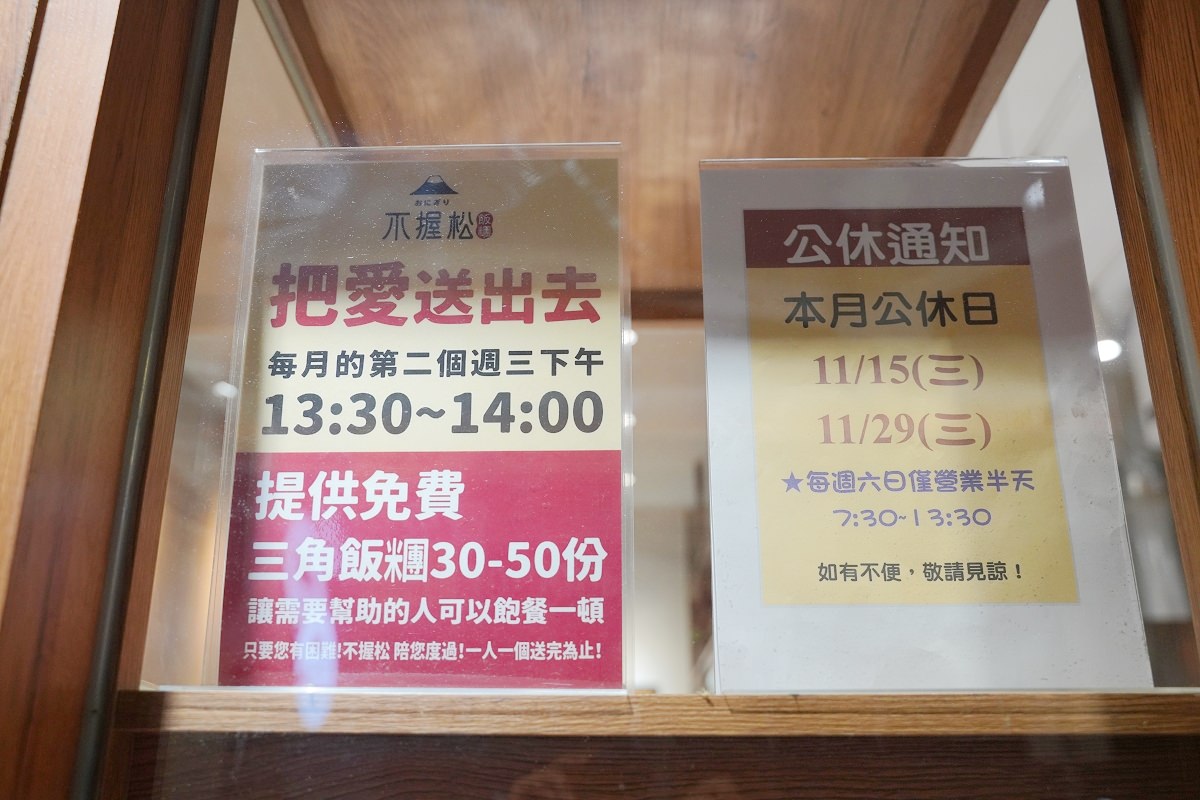 おにぎり
不握松
飯糰
把愛送出去
每月的第二個週三下午
13:30~14:00
提供免費
三角飯糰30-50份
讓需要幫助的人可以飽餐一頓
只要您有困難!不握松 陪您度過!一人一個送完為止!
公休通知
本月公休日
11/15(三)
11/29(三)
★每週六日僅營業半天
7:30~13:30
如有不便，敬請見諒！